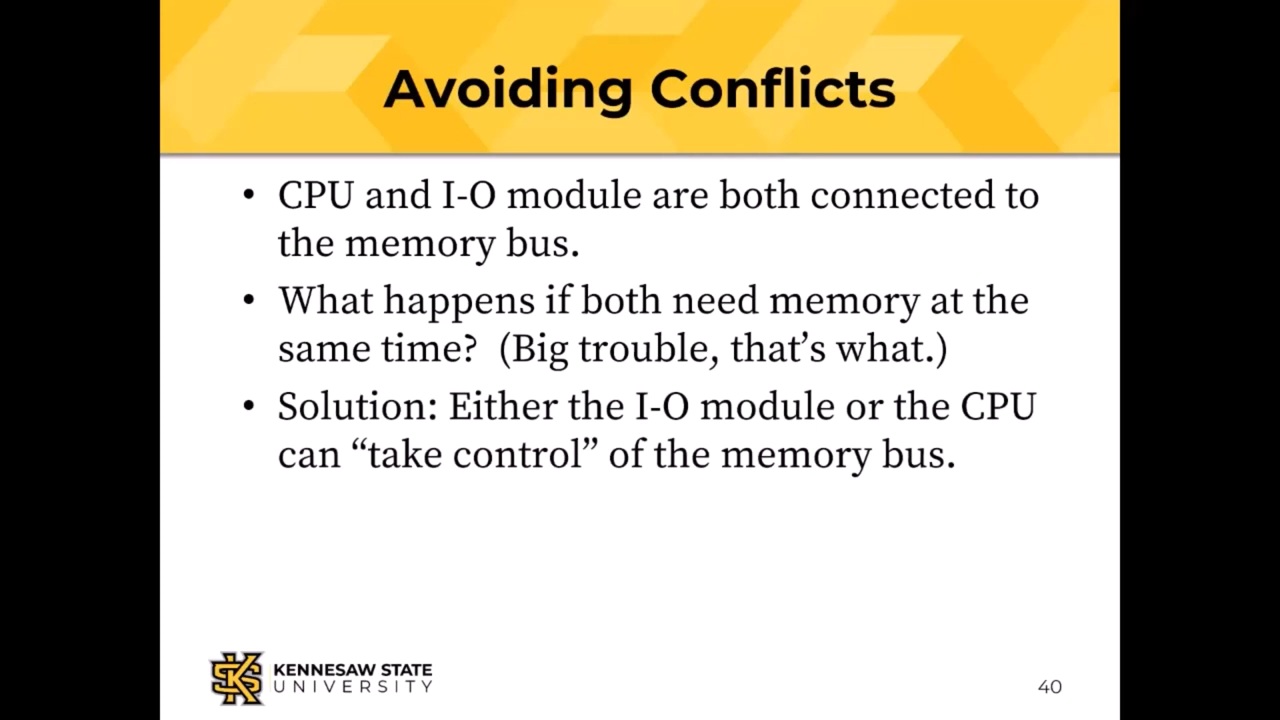 Avoiding Conflicts
• CPU and I-O module are both connected to
the memory bus.
• What happens if both need memory at the
same time?  (Big trouble, that’s what.)
• Solution: Either the I-O module or the CPU
can “take control” of the memory bus.
KENNESAW STATE
UNIVERSITY
40